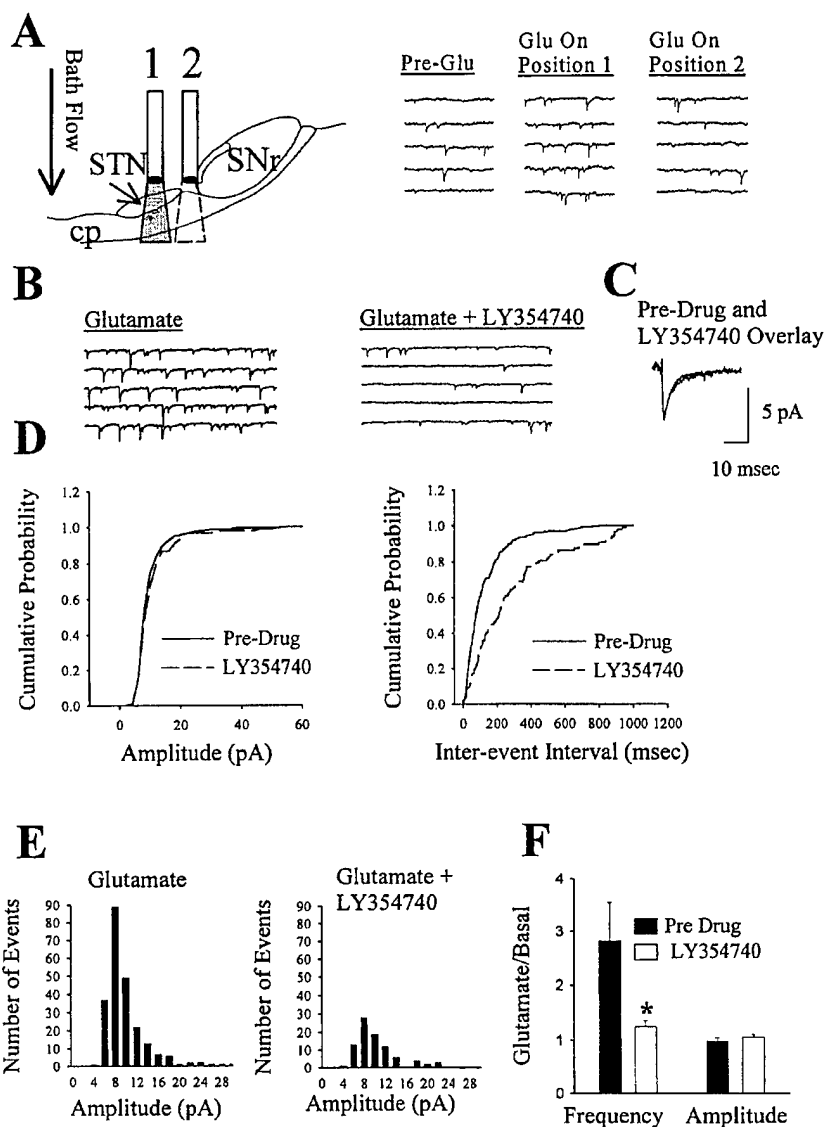 A
Bath Flow
1 2
STN
SNr
cp
Pre-Glu
Glu On
Position 1
Glu On
Position 2
B
Glutamate
Glutamate + LY354740
C
Pre-Drug and
LY354740 Overlay
5 pA
10 msec
D
Cumulative Probability
1.2
1.0
0.8
0.6
0.4
0.2
0.0
Pre-Drug
LY354740
0 20 40 60
Amplitude (pA)
Cumulative Probability
1.2
1.0
0.8
0.6
0.4
0.2
0.0
Pre-Drug
LY354740
0 200 400 600 800 1000 1200
Inter-event Interval (msec)
E
Glutamate
Number of Events
90
80
70
60
50
40
30
20
10
0
0 4 8 12 16 20 24 28
Amplitude (pA)
Glutamate +
LY354740
Number of Events
90
80
70
60
50
40
30
20
10
0
0 4 8 12 16 20 24 28
Amplitude (pA)
F
Glutamate/Basal
4
3
2
1
0
Pre Drug
LY354740
*
Frequency Amplitude